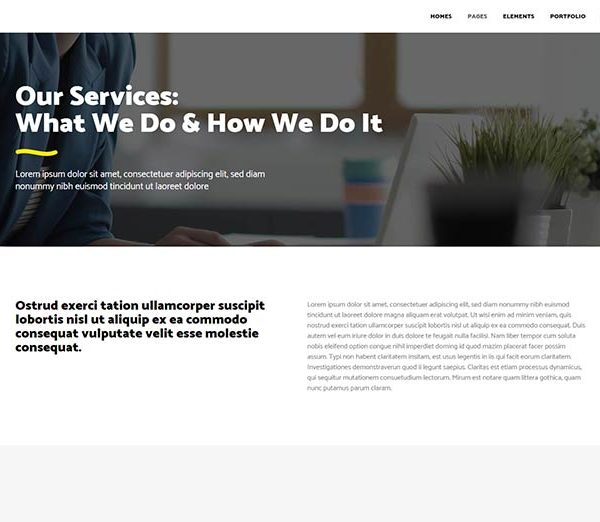 HOMES PAGES ELEMENTS PORTFOLIO
Our Services:
What We Do & How We Do It
Lorem ipsum dolor sit amet, consectetuer adipiscing elit, sed diam
nonummy nibh euismod tincidunt ut laoreet dolore
Ostrud exerci tation ullamcorper suscipit
lobortis nisl ut aliquip ex ea commodo
consequat vulputate velit esse molestie
consequat.
Lorem ipsum dolor sit amet, consectetuer adipiscing elit, sed diam nonummy nibh euismod
tincidunt ut laoreet dolore magna aliquam erat volutpat. Ut wisi enim ad minim veniam, quis
nostrud exerci tation ullamcorper suscipit lobortis nisl ut aliquip ex ea commodo consequat. Duis
autem vel eum iriure dolor in duis dolore te feugait nulla facilisi. Nam liber tempor cum soluta
nobis eleifend option congue nihil imperdiet doming id quod mazim placerat facer possim
assum. Typi non habent claritatem insitam, est usus legentis in iis qui facit eorum claritatem.
Investigationes demonstraverun quod ii legunt saepius. Claritas est etiam processus dynamicus,
qui sequitur mutationem consuetudium lectorum. Mirum est notare quam littera gothica, quam
nunc putamus parum claram.